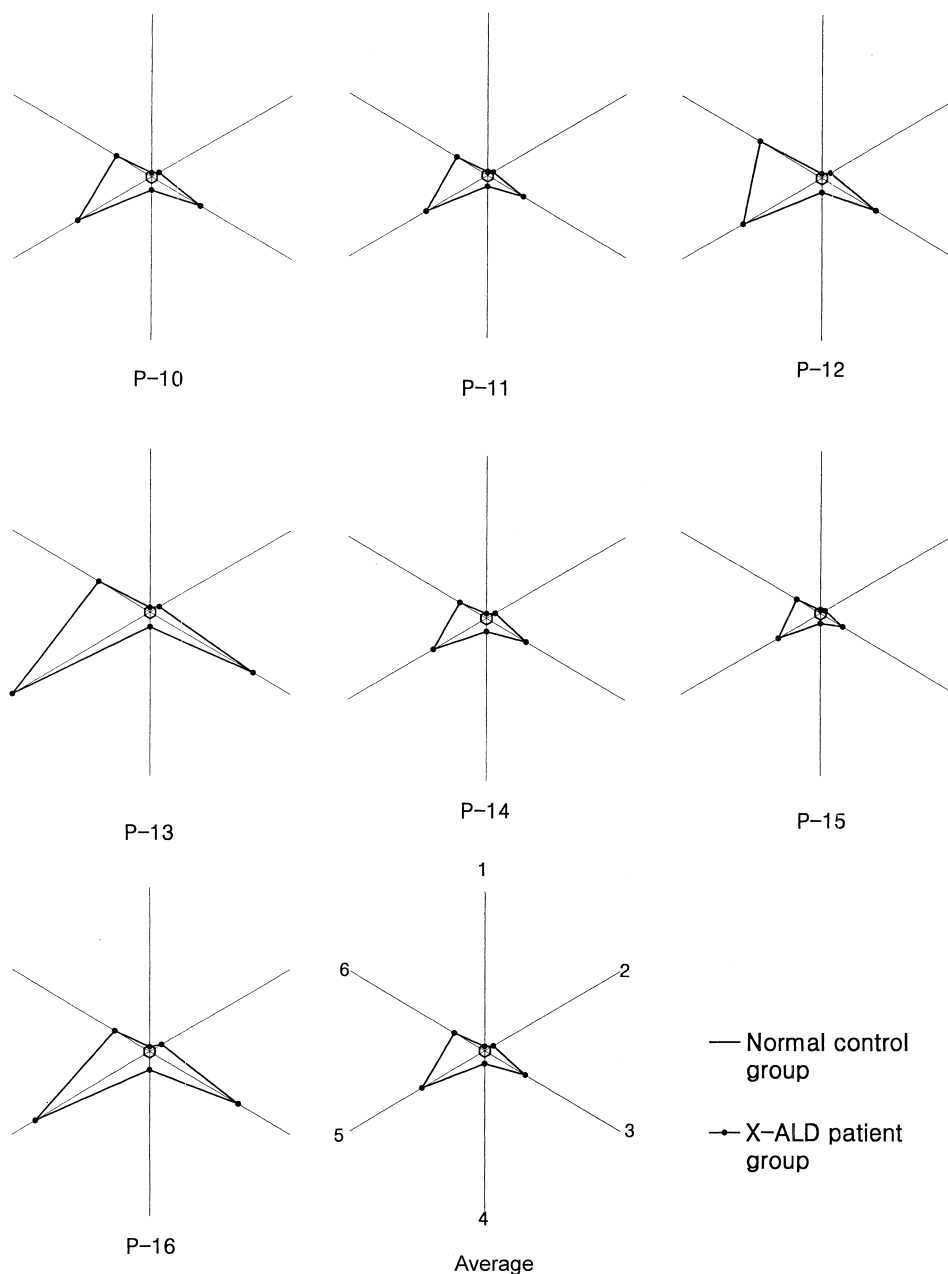 P-10
P-11
P-12
P-13
P-14
P-15
1
6
2
5
3
4
P-16
Average
Normal control
group
X-ALD patient
group